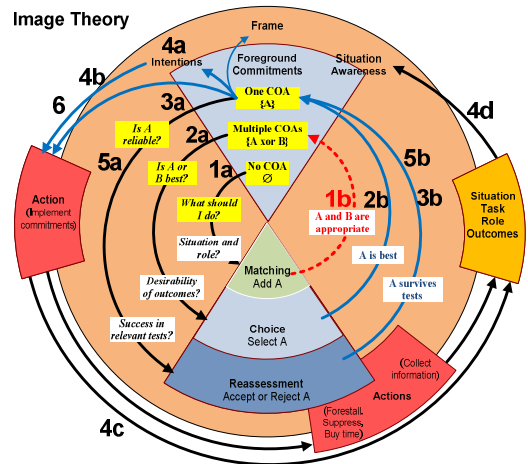 Image Theory
Frame
4a
Intentions
Foreground
Commitments
Situation
Awareness
4b
6
3a
One COA
{A}
4d
Is A
reliable?
2a
Multiple COAs
{A xor B}
5a
Is A or
B best?
1a
No COA
∅
5b
Action
(Implement
commitments)
What should
I do?
1b
2b
3b
Situation
Task
Role
Outcomes
A and B are
appropriate
Situation and
role?
A is best
Matching
Add A
Desirability
of outcomes?
A survives
tests
Success in
relevant tests?
Choice
Select A
Reassessment
Accept or Reject A
(Collect
information)
Actions
(Forestall,
Suppress,
Buy time)
4c